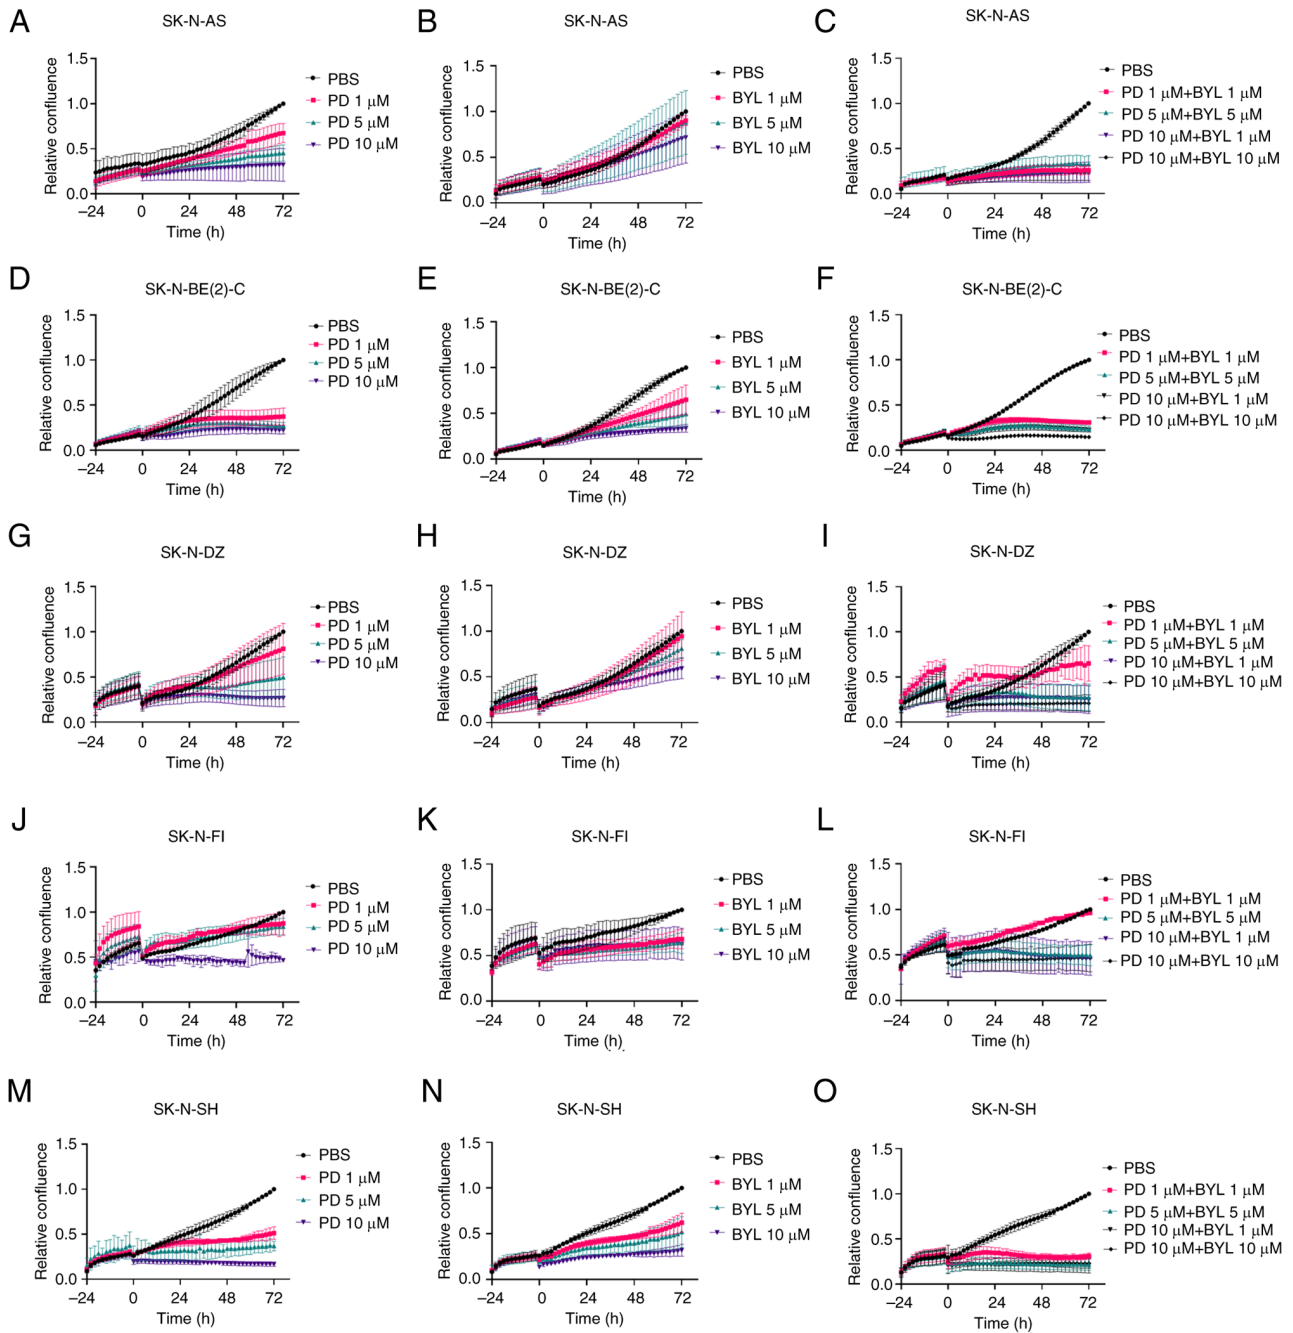 A
SK-N-AS
Relative confluence
1.5
1.0
0.5
0.0
−24 0 24 48 72
Time (h)
PBS
PD 1 μM
PD 5 μM
PD 10 μM
B
SK-N-AS
Relative confluence
1.5
1.0
0.5
0.0
−24 0 24 48 72
Time (h)
PBS
BYL 1 μM
BYL 5 μM
BYL 10 μM
C
SK-N-AS
Relative confluence
1.5
1.0
0.5
0.0
−24 0 24 48 72
Time (h)
PBS
PD 1 μM+BYL 1 μM
PD 5 μM+BYL 5 μM
PD 10 μM+BYL 1 μM
PD 10 μM+BYL 10 μM
D
SK-N-BE(2)-C
Relative confluence
1.5
1.0
0.5
0.0
−24 0 24 48 72
Time (h)
PBS
PD 1 μM
PD 5 μM
PD 10 μM
E
SK-N-BE(2)-C
Relative confluence
1.5
1.0
0.5
0.0
−24 0 24 48 72
Time (h)
PBS
BYL 1 μM
BYL 5 μM
BYL 10 μM
F
SK-N-BE(2)-C
Relative confluence
1.5
1.0
0.5
0.0
−24 0 24 48 72
Time (h)
PBS
PD 1 μM+BYL 1 μM
PD 5 μM+BYL 5 μM
PD 10 μM+BYL 1 μM
PD 10 μM+BYL 10 μM
G
SK-N-DZ
Relative confluence
1.5
1.0
0.5
0.0
−24 0 24 48 72
Time (h)
PBS
PD 1 μM
PD 5 μM
PD 10 μM
H
SK-N-DZ
Relative confluence
1.5
1.0
0.5
0.0
−24 0 24 48 72
Time (h)
PBS
BYL 1 μM
BYL 5 μM
BYL 10 μM
I
SK-N-DZ
Relative confluence
1.5
1.0
0.5
0.0
−24 0 24 48 72
Time (h)
PBS
PD 1 μM+BYL 1 μM
PD 5 μM+BYL 5 μM
PD 10 μM+BYL 1 μM
PD 10 μM+BYL 10 μM
J
SK-N-FI
Relative confluence
1.5
1.0
0.5
0.0
−24 0 24 48 72
Time (h)
PBS
PD 1 μM
PD 5 μM
PD 10 μM
K
SK-N-FI
Relative confluence
1.5
1.0
0.5
0.0
−24 0 24 48 72
Time (h)
PBS
BYL 1 μM
BYL 5 μM
BYL 10 μM
L
SK-N-FI
Relative confluence
1.5
1.0
0.5
0.0
−24 0 24 48 72
Time (h)
PBS
PD 1 μM+BYL 1 μM
PD 5 μM+BYL 5 μM
PD 10 μM+BYL 1 μM
PD 10 μM+BYL 10 μM
M
SK-N-SH
Relative confluence
1.5
1.0
0.5
0.0
−24 0 24 48 72
Time (h)
PBS
PD 1 μM
PD 5 μM
PD 10 μM
N
SK-N-SH
Relative confluence
1.5
1.0
0.5
0.0
−24 0 24 48 72
Time (h)
PBS
BYL 1 μM
BYL 5 μM
BYL 10 μM
O
SK-N-SH
Relative confluence
1.5
1.0
0.5
0.0
−24 0 24 48 72
Time (h)
PBS
PD 1 μM+BYL 1 μM
PD 5 μM+BYL 5 μM
PD 10 μM+BYL 1 μM
PD 10 μM+BYL 10 μM